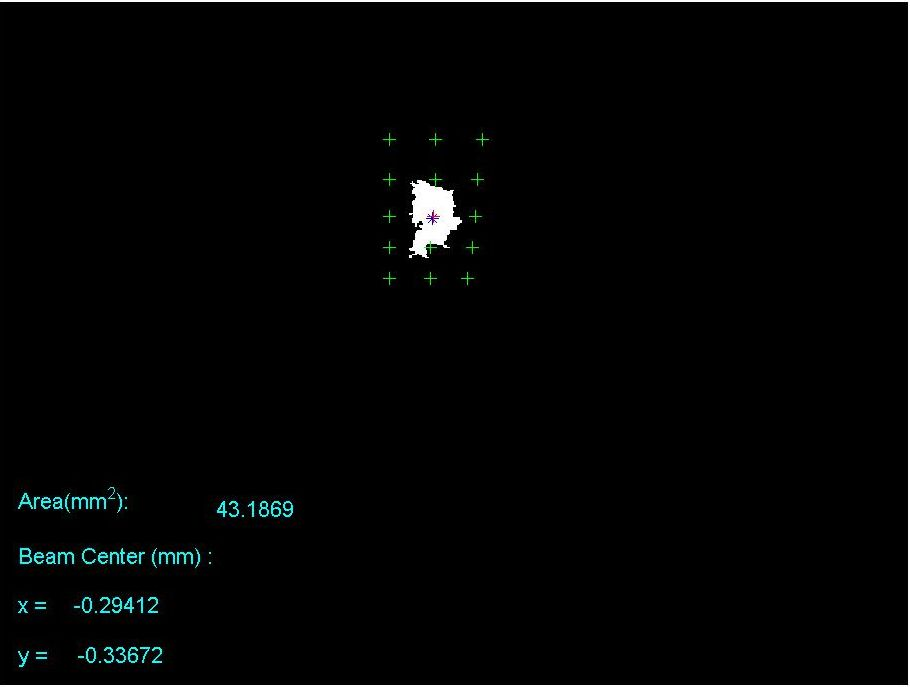 Area(mm²): 43.1869
Beam Center (mm) :
x = -0.29412
y = -0.33672